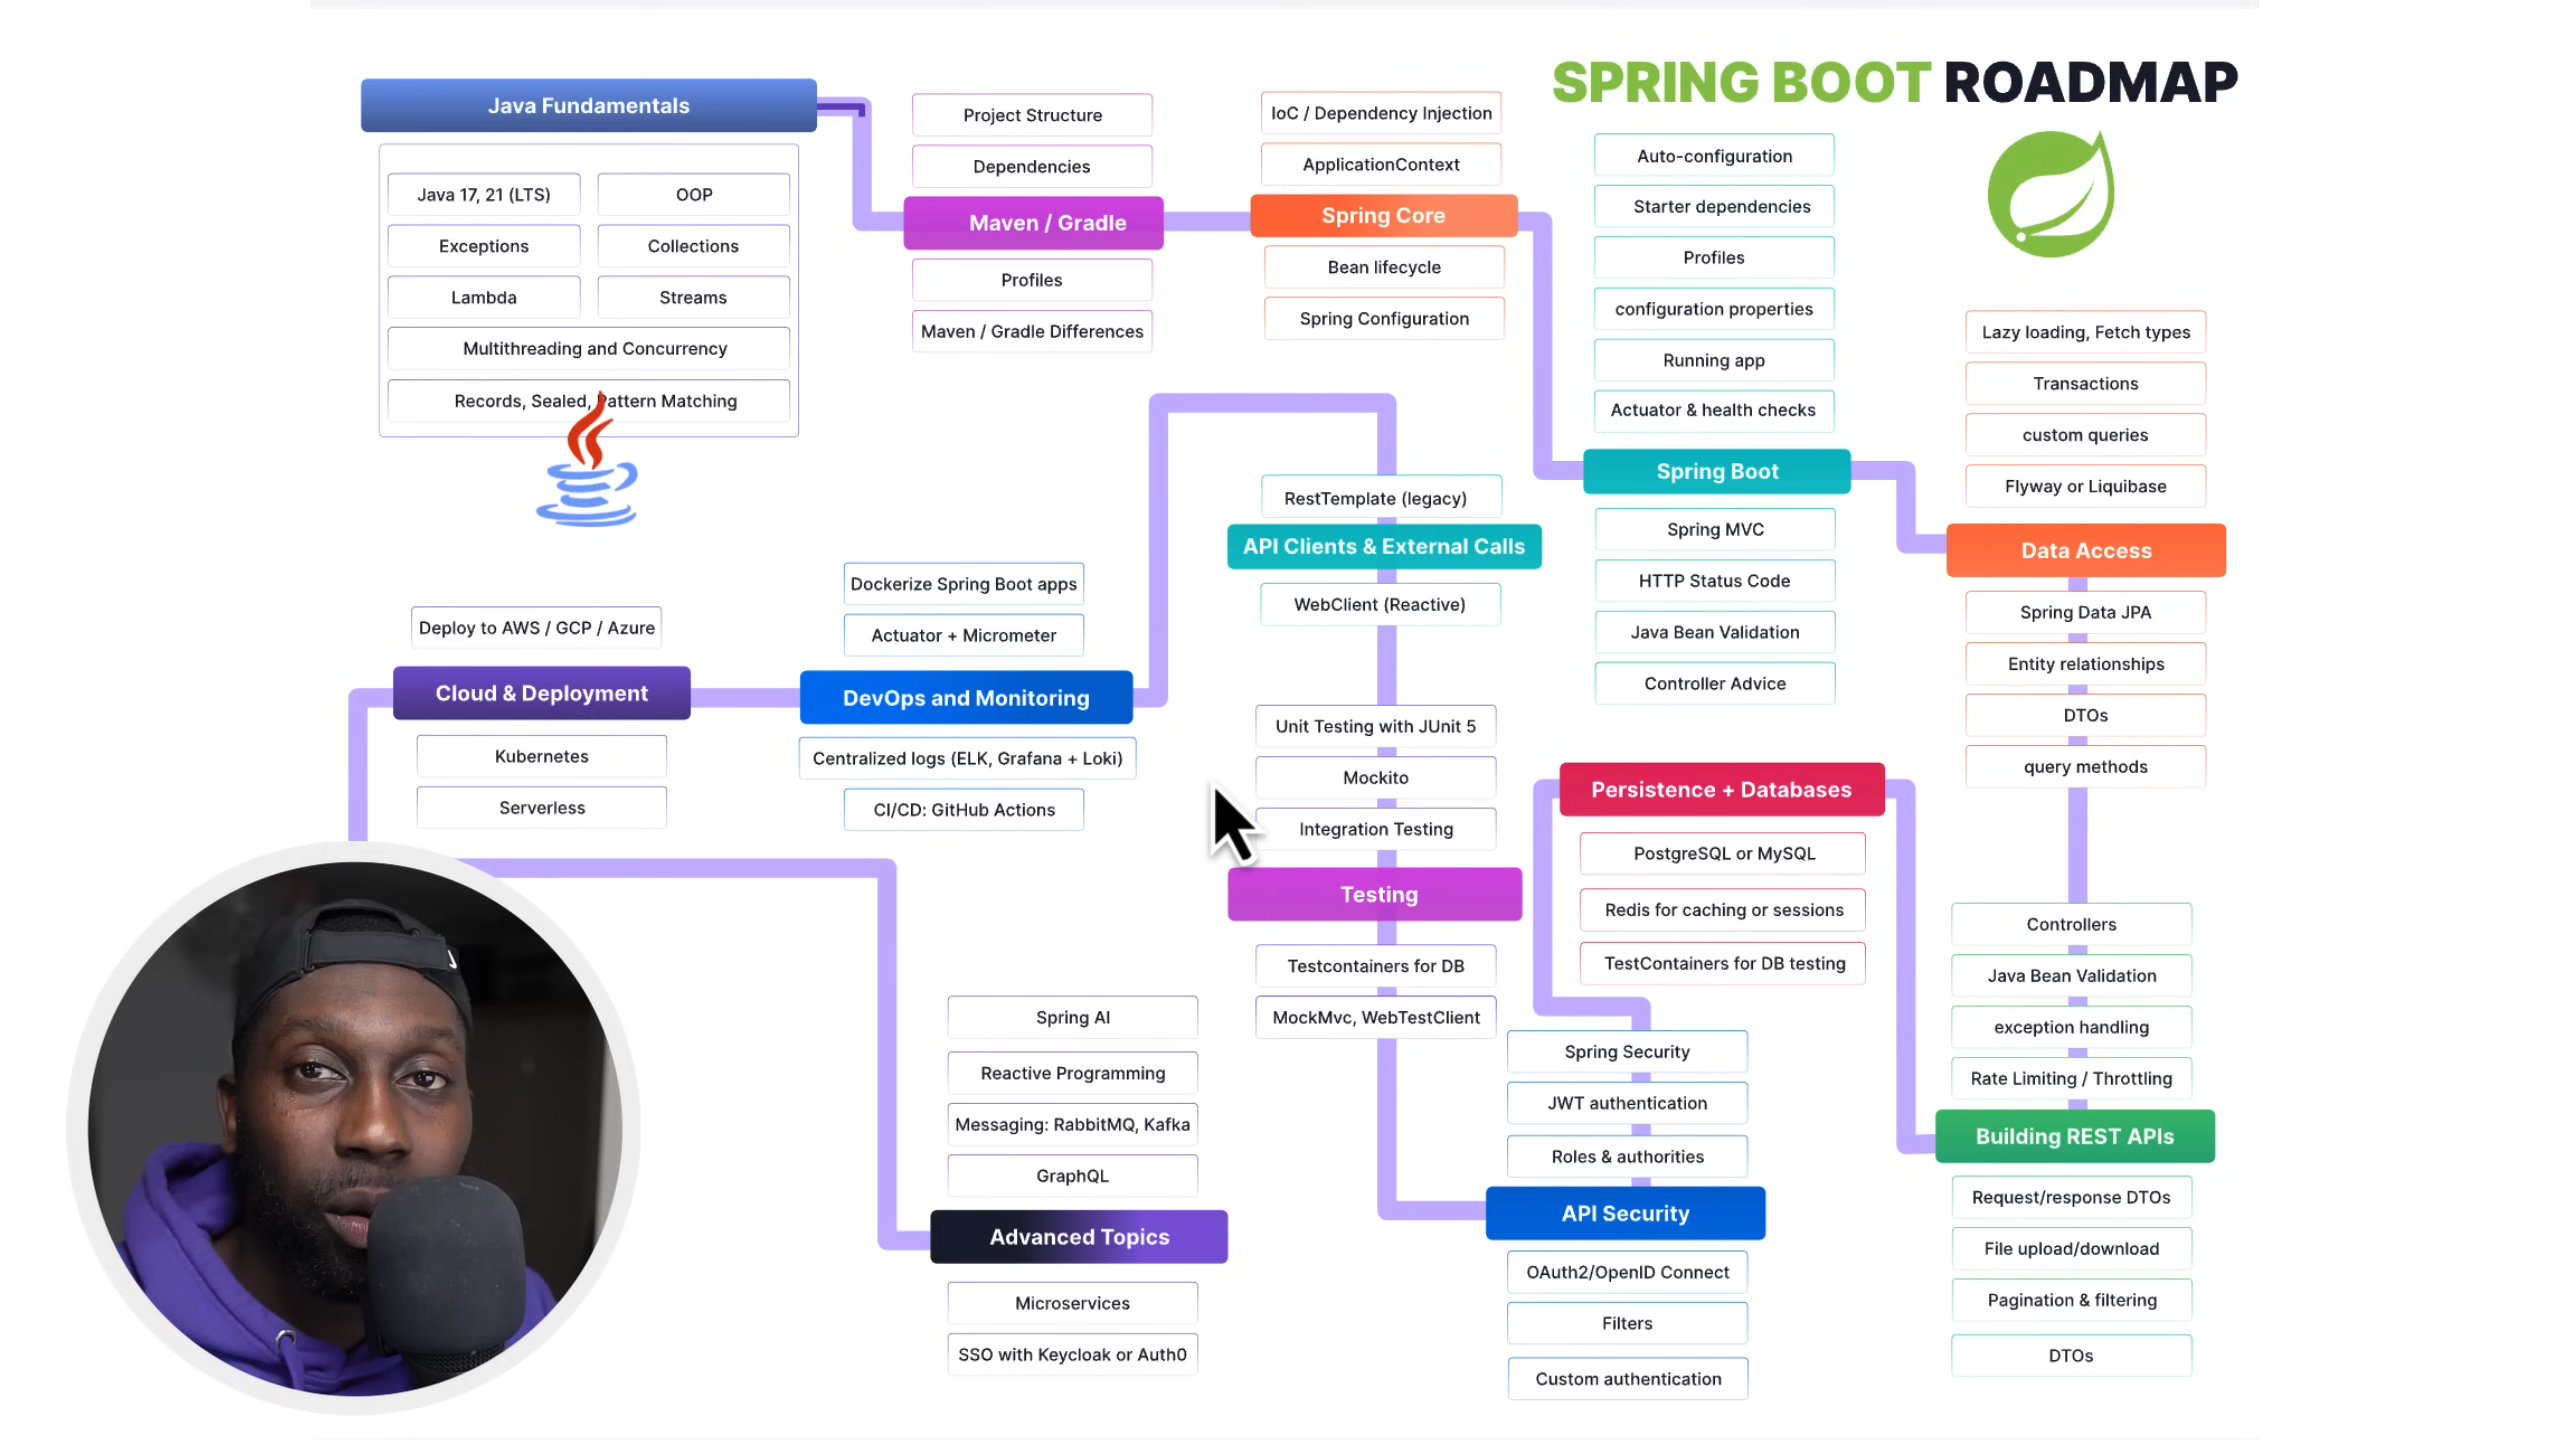 SPRING BOOT ROADMAP
Java Fundamentals
Java 17, 21 (LTS)
OOP
Exceptions
Collections
Lambda
Streams
Multithreading and Concurrency
Records, Sealed, Pattern Matching
Project Structure
Dependencies
Maven / Gradle
Profiles
Maven / Gradle Differences
IoC / Dependency Injection
ApplicationContext
Spring Core
Bean lifecycle
Spring Configuration
Auto-configuration
Starter dependencies
Profiles
configuration properties
Running app
Actuator & health checks
Spring Boot
Spring MVC
HTTP Status Code
Java Bean Validation
Controller Advice
Lazy loading, Fetch types
Transactions
custom queries
Flyway or Liquibase
Data Access
Spring Data JPA
Entity relationships
DTOs
query methods
Controllers
Java Bean Validation
exception handling
Rate Limiting / Throttling
Building REST APIs
Request/response DTOs
File upload/download
Pagination & filtering
DTOs
Persistence + Databases
PostgreSQL or MySQL
Redis for caching or sessions
TestContainers for DB testing
Spring Security
JWT authentication
Roles & authorities
API Security
OAuth2/OpenID Connect
Filters
Custom authentication
Unit Testing with JUnit 5
Mockito
Integration Testing
Testing
Testcontainers for DB
MockMvc, WebTestClient
RestTemplate (legacy)
API Clients & External Calls
WebClient (Reactive)
Dockerize Spring Boot apps
Actuator + Micrometer
DevOps and Monitoring
Centralized logs (ELK, Grafana + Loki)
CI/CD: GitHub Actions
Deploy to AWS / GCP / Azure
Cloud & Deployment
Kubernetes
Serverless
Spring AI
Reactive Programming
Messaging: RabbitMQ, Kafka
GraphQL
Advanced Topics
Microservices
SSO with Keycloak or Auth0